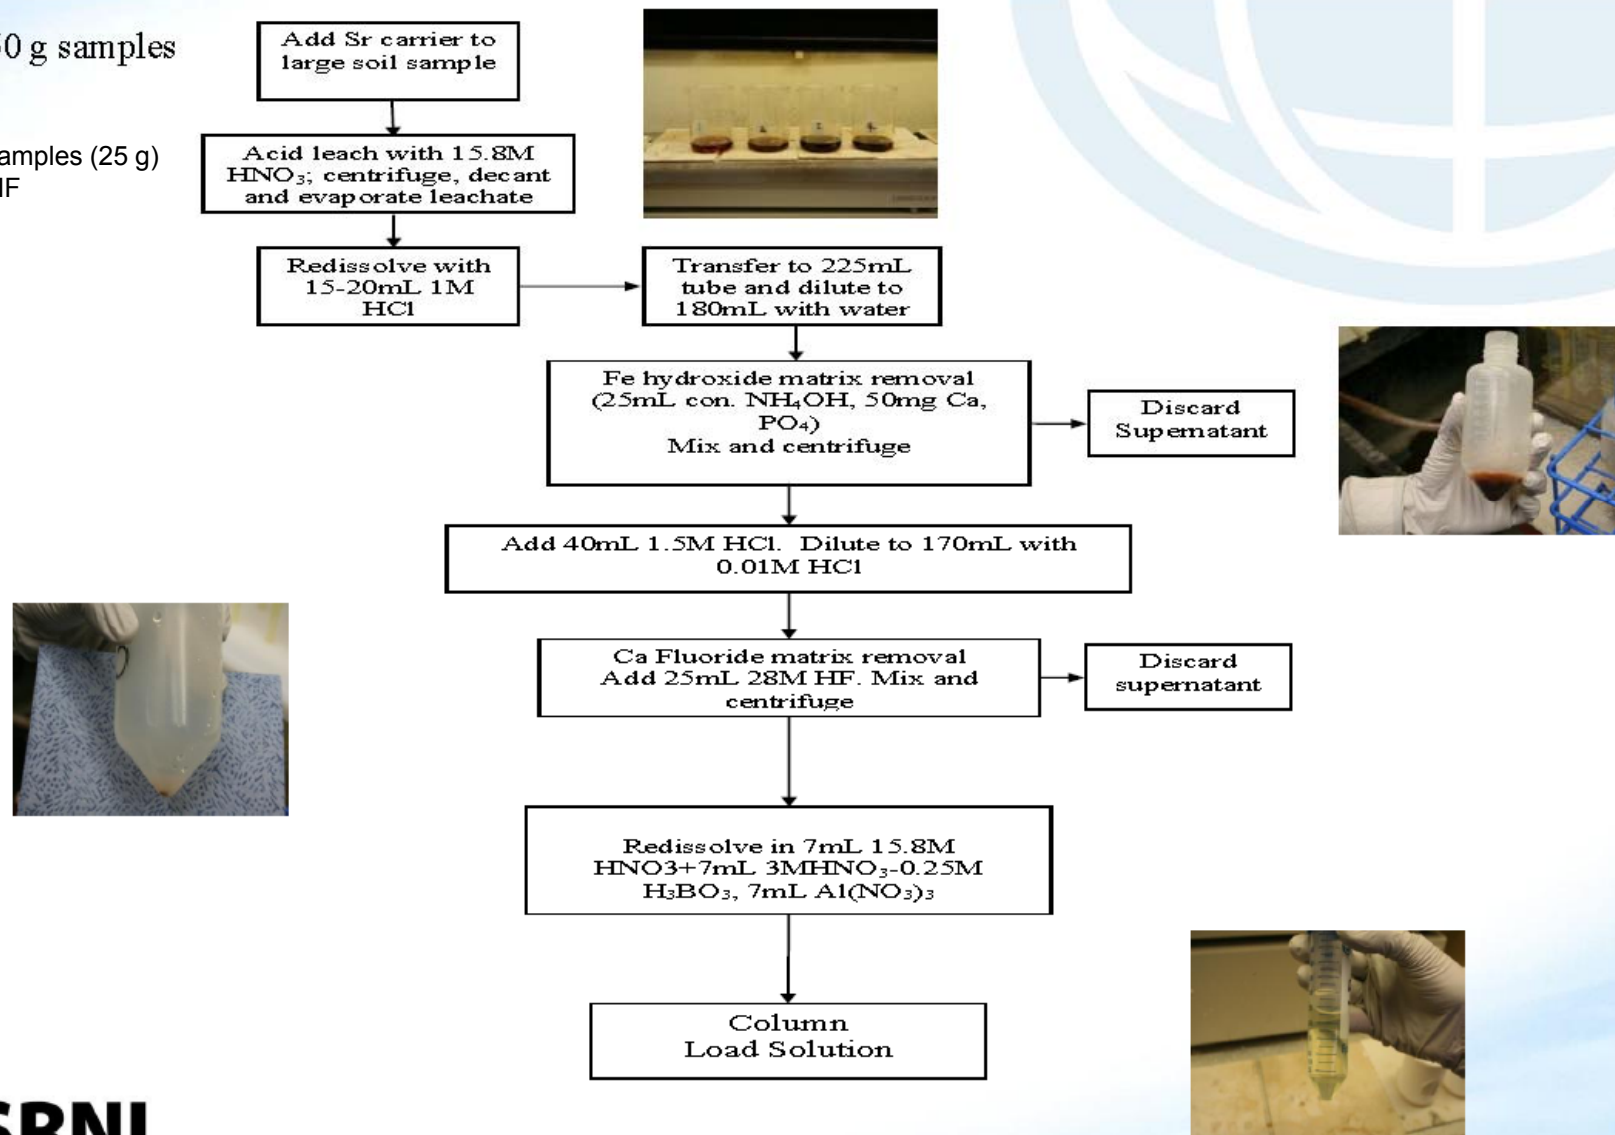 0 g samples
amples (25 g)
Add Sr carrier to
large soil sample
Acid leach with 15.8M
HNO₃; centrifuge, decant
and evaporate leachate
Redissolve with
15-20mL 1M
HCl
Transfer to 225mL
tube and dilute to
180mL with water
Fe hydroxide matrix removal
(25mL con. NH₄OH, 50mg Ca,
PO₄)
Mix and centrifuge
Discard
Supernatant
Add 40mL 1.5M HCl. Dilute to 170mL with
0.01M HCl
Ca Fluoride matrix removal
Add 25mL 28M HF. Mix and
centrifuge
Discard
supernatant
Redissolve in 7mL 15.8M
HNO3+7mL 3MHNO₃-0.25M
H₃BO₃, 7mL Al(NO₃)₃
Column
Load Solution
SRNL